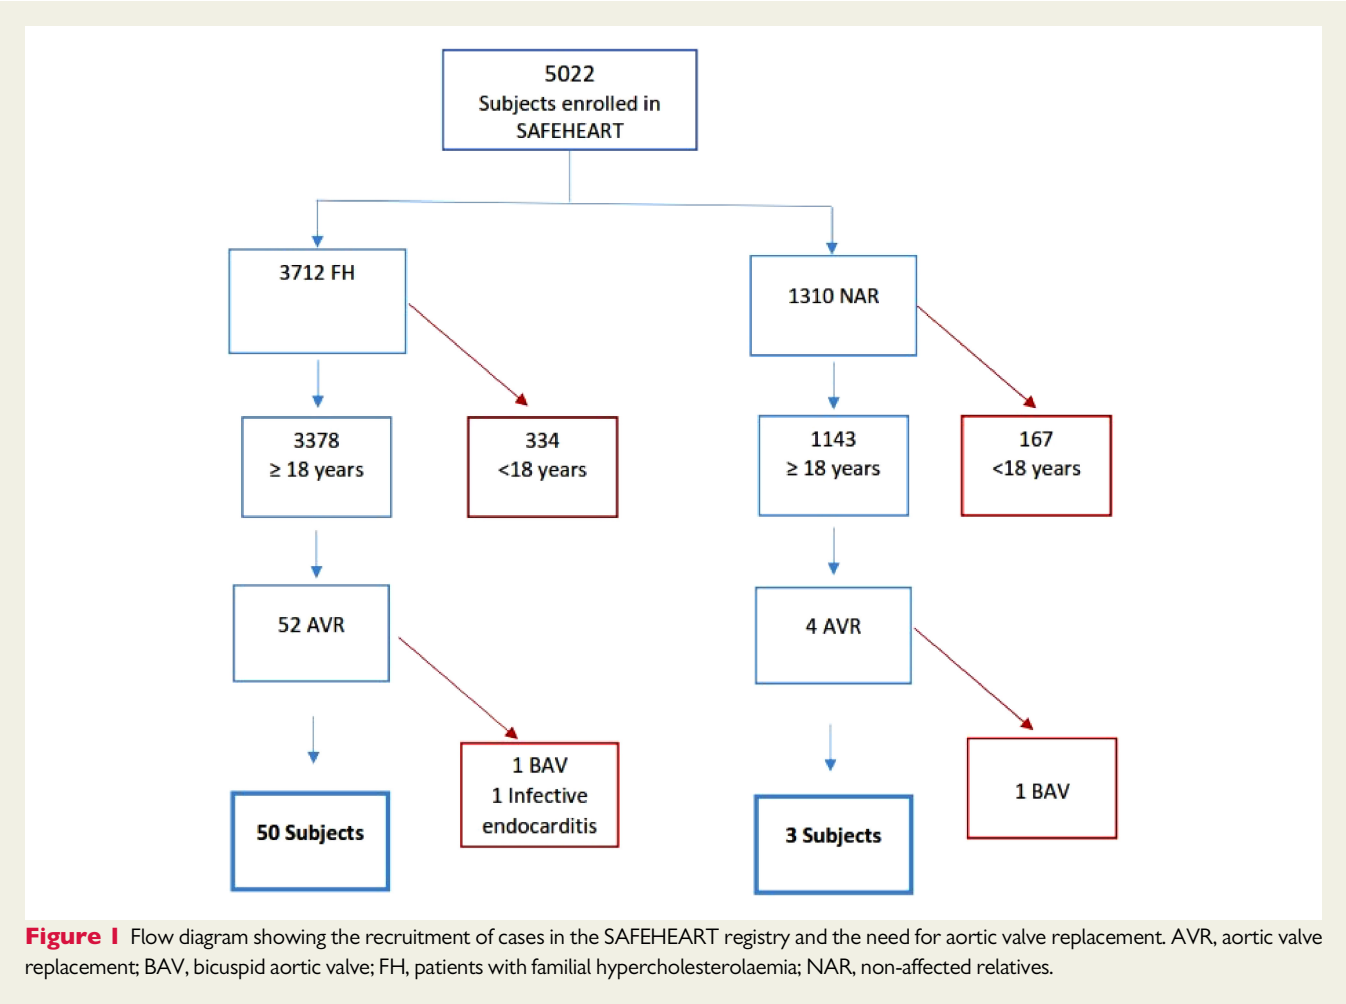 5022
Subjects enrolled in
SAFEHEART
3712 FH
1310 NAR
3378
≥ 18 years
334
<18 years
1143
≥ 18 years
167
<18 years
52 AVR
4 AVR
1 BAV
1 Infective
endocarditis
1 BAV
50 Subjects
3 Subjects
Figure 1 Flow diagram showing the recruitment of cases in the SAFEHEART registry and the need for aortic valve replacement. AVR, aortic valve
replacement; BAV, bicuspid aortic valve; FH, patients with familial hypercholesterolaemia; NAR, non-affected relatives.